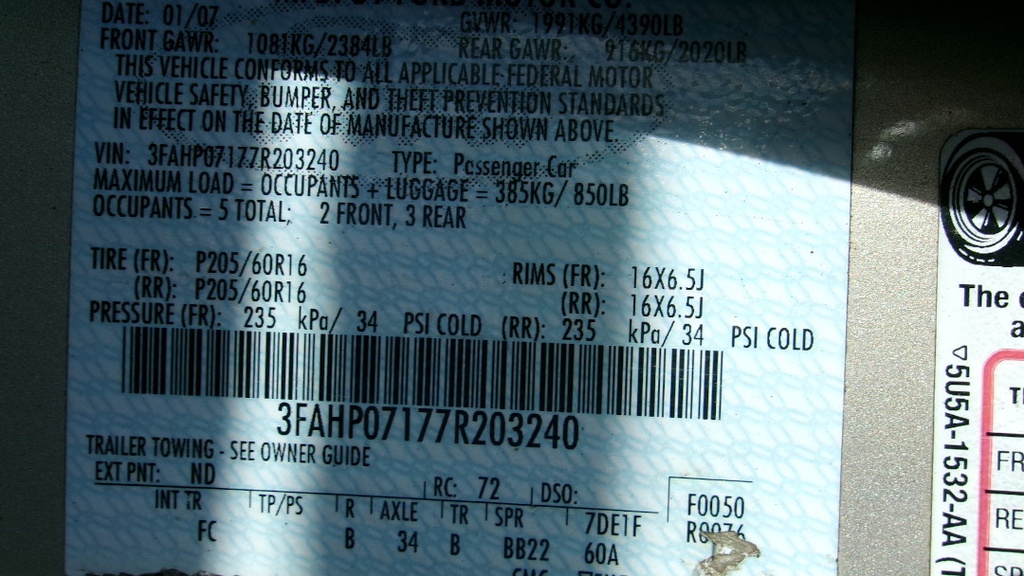 FORD MOTOR CO.
DATE: 01/07 GVWR: 1991KG/4390LB
FRONT GAWR: 1081KG/2384LB REAR GAWR: 916KG/2020LB
THIS VEHICLE CONFORMS TO ALL APPLICABLE FEDERAL MOTOR
VEHICLE SAFETY, BUMPER, AND THEFT PREVENTION STANDARDS
IN EFFECT ON THE DATE OF MANUFACTURE SHOWN ABOVE.
VIN: 3FAHP07177R203240 TYPE: Passenger Car
MAXIMUM LOAD = OCCUPANTS + LUGGAGE = 385KG/ 850LB
OCCUPANTS = 5 TOTAL; 2 FRONT, 3 REAR
TIRE (FR): P205/60R16 RIMS (FR): 16X6.5J
(RR): P205/60R16 (RR): 16X6.5J
PRESSURE (FR): 235 kPa/ 34 PSI COLD (RR): 235 kPa/ 34 PSI COLD
3FAHP07177R203240
TRAILER TOWING - SEE OWNER GUIDE
EXT PNT: ND RC: 72 DSO: F0050
INT TR TP/PS R AXLE TR SPR 7DE1F
FC B 34 B BB22 60A
The
5U5A-1532-AA
FR
RE